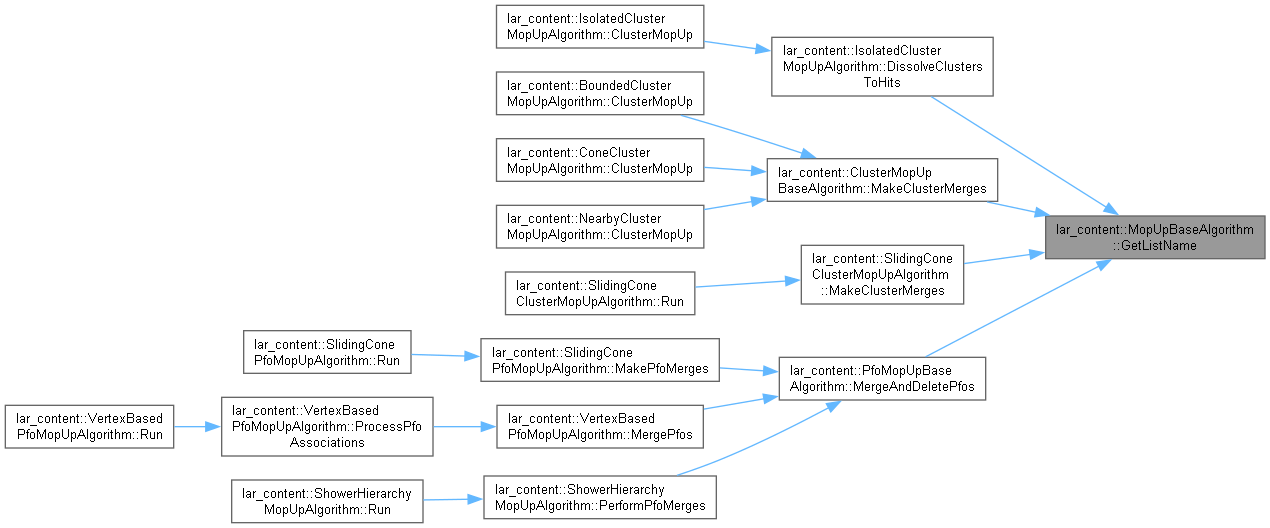 lar_content::IsolatedCluster
MopUpAlgorithm::ClusterMopUp
lar_content::IsolatedCluster
MopUpAlgorithm::DissolveClusters
ToHits
lar_content::BoundedCluster
MopUpAlgorithm::ClusterMopUp
lar_content::ConeCluster
MopUpAlgorithm::ClusterMopUp
lar_content::ClusterMopUp
BaseAlgorithm::MakeClusterMerges
lar_content::NearbyCluster
MopUpAlgorithm::ClusterMopUp
lar_content::MopUpBaseAlgorithm
::GetListName
lar_content::SlidingCone
ClusterMopUpAlgorithm
::MakeClusterMerges
lar_content::SlidingCone
ClusterMopUpAlgorithm::Run
lar_content::SlidingCone
PfoMopUpAlgorithm::Run
lar_content::SlidingCone
PfoMopUpAlgorithm::MakePfoMerges
lar_content::PfoMopUpBase
Algorithm::MergeAndDeletePfos
lar_content::VertexBased
PfoMopUpAlgorithm::Run
lar_content::VertexBased
PfoMopUpAlgorithm::ProcessPfo
Associations
lar_content::VertexBased
PfoMopUpAlgorithm::MergePfos
lar_content::ShowerHierarchy
MopUpAlgorithm::Run
lar_content::ShowerHierarchy
MopUpAlgorithm::PerformPfoMerges